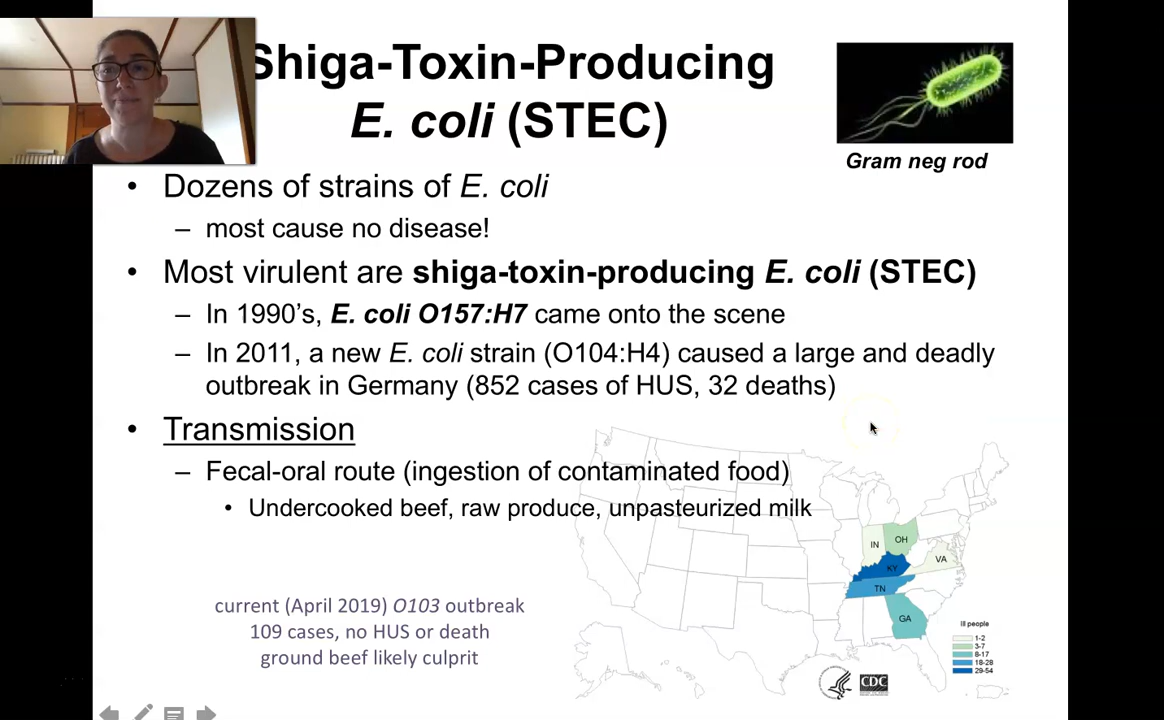 Shiga-Toxin-Producing
E. coli (STEC)
Gram neg rod
• Dozens of strains of E. coli
– most cause no disease!
• Most virulent are shiga-toxin-producing E. coli (STEC)
– In 1990’s, E. coli O157:H7 came onto the scene
– In 2011, a new E. coli strain (O104:H4) caused a large and deadly
outbreak in Germany (852 cases of HUS, 32 deaths)
• Transmission
– Fecal-oral route (ingestion of contaminated food)
• Undercooked beef, raw produce, unpasteurized milk
current (April 2019) O103 outbreak
109 cases, no HUS or death
ground beef likely culprit
IN
OH
VA
KY
TN
GA
Ill people
1-2
3-7
8-17
18-28
29-54
CDC